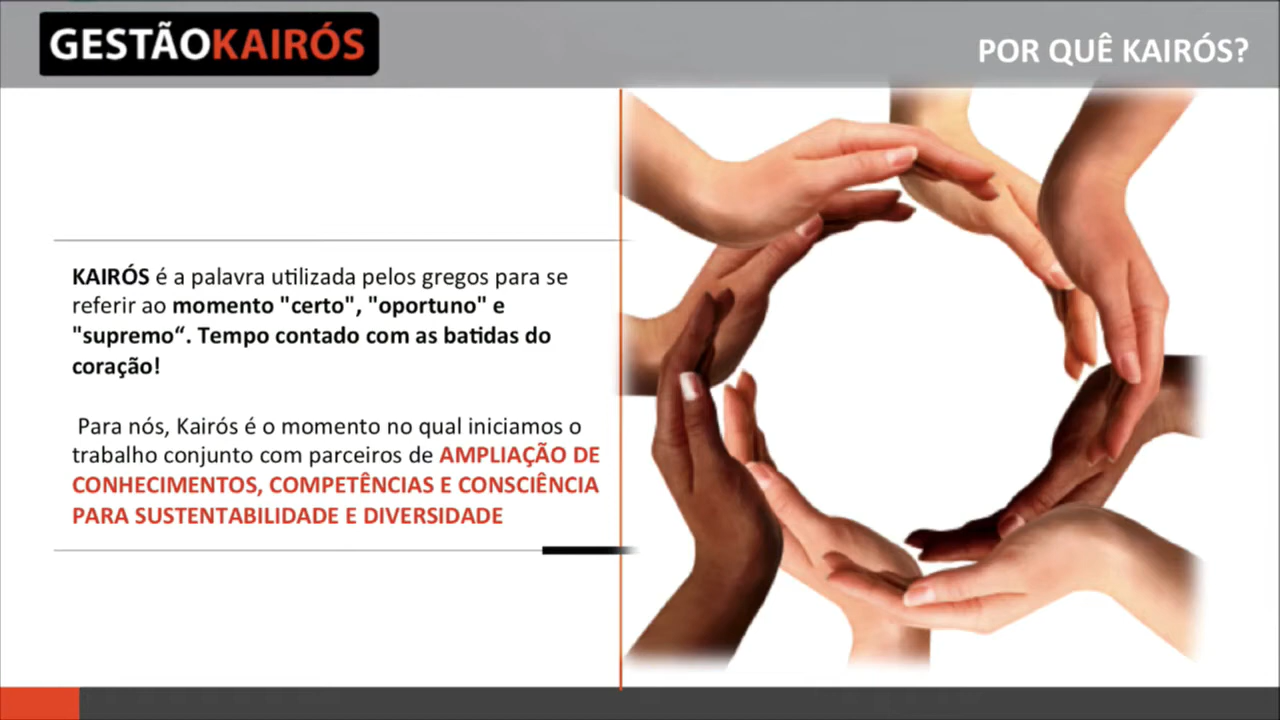 GESTÃOKAIRÓS
POR QUÊ KAIRÓS?
KAIRÓS é a palavra utilizada pelos gregos para se
referir ao momento "certo", "oportuno" e
"supremo“. Tempo contado com as batidas do
coração!
Para nós, Kairós é o momento no qual iniciamos o
trabalho conjunto com parceiros de AMPLIAÇÃO DE
CONHECIMENTOS, COMPETÊNCIAS E CONSCIÊNCIA
PARA SUSTENTABILIDADE E DIVERSIDADE